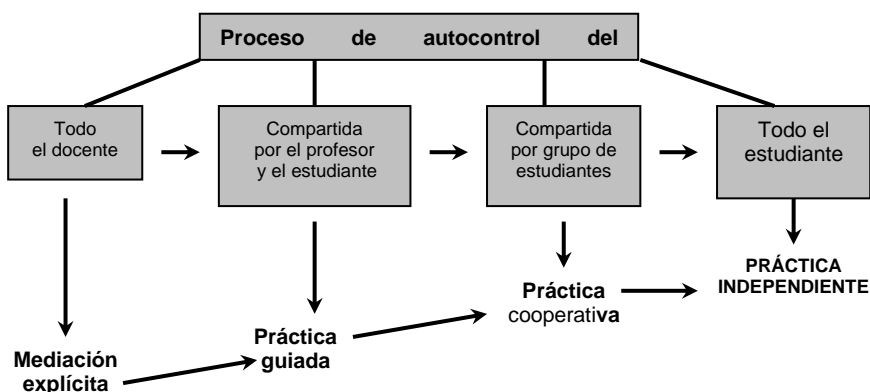 Proceso de autocontrol del
Todo
el docente
Compartida
por el profesor
y el estudiante
Compartida
por grupo de
estudiantes
Todo el
estudiante
PRÁCTICA
INDEPENDIENTE
Práctica
cooperativa
Práctica
guiada
Mediación
explícita